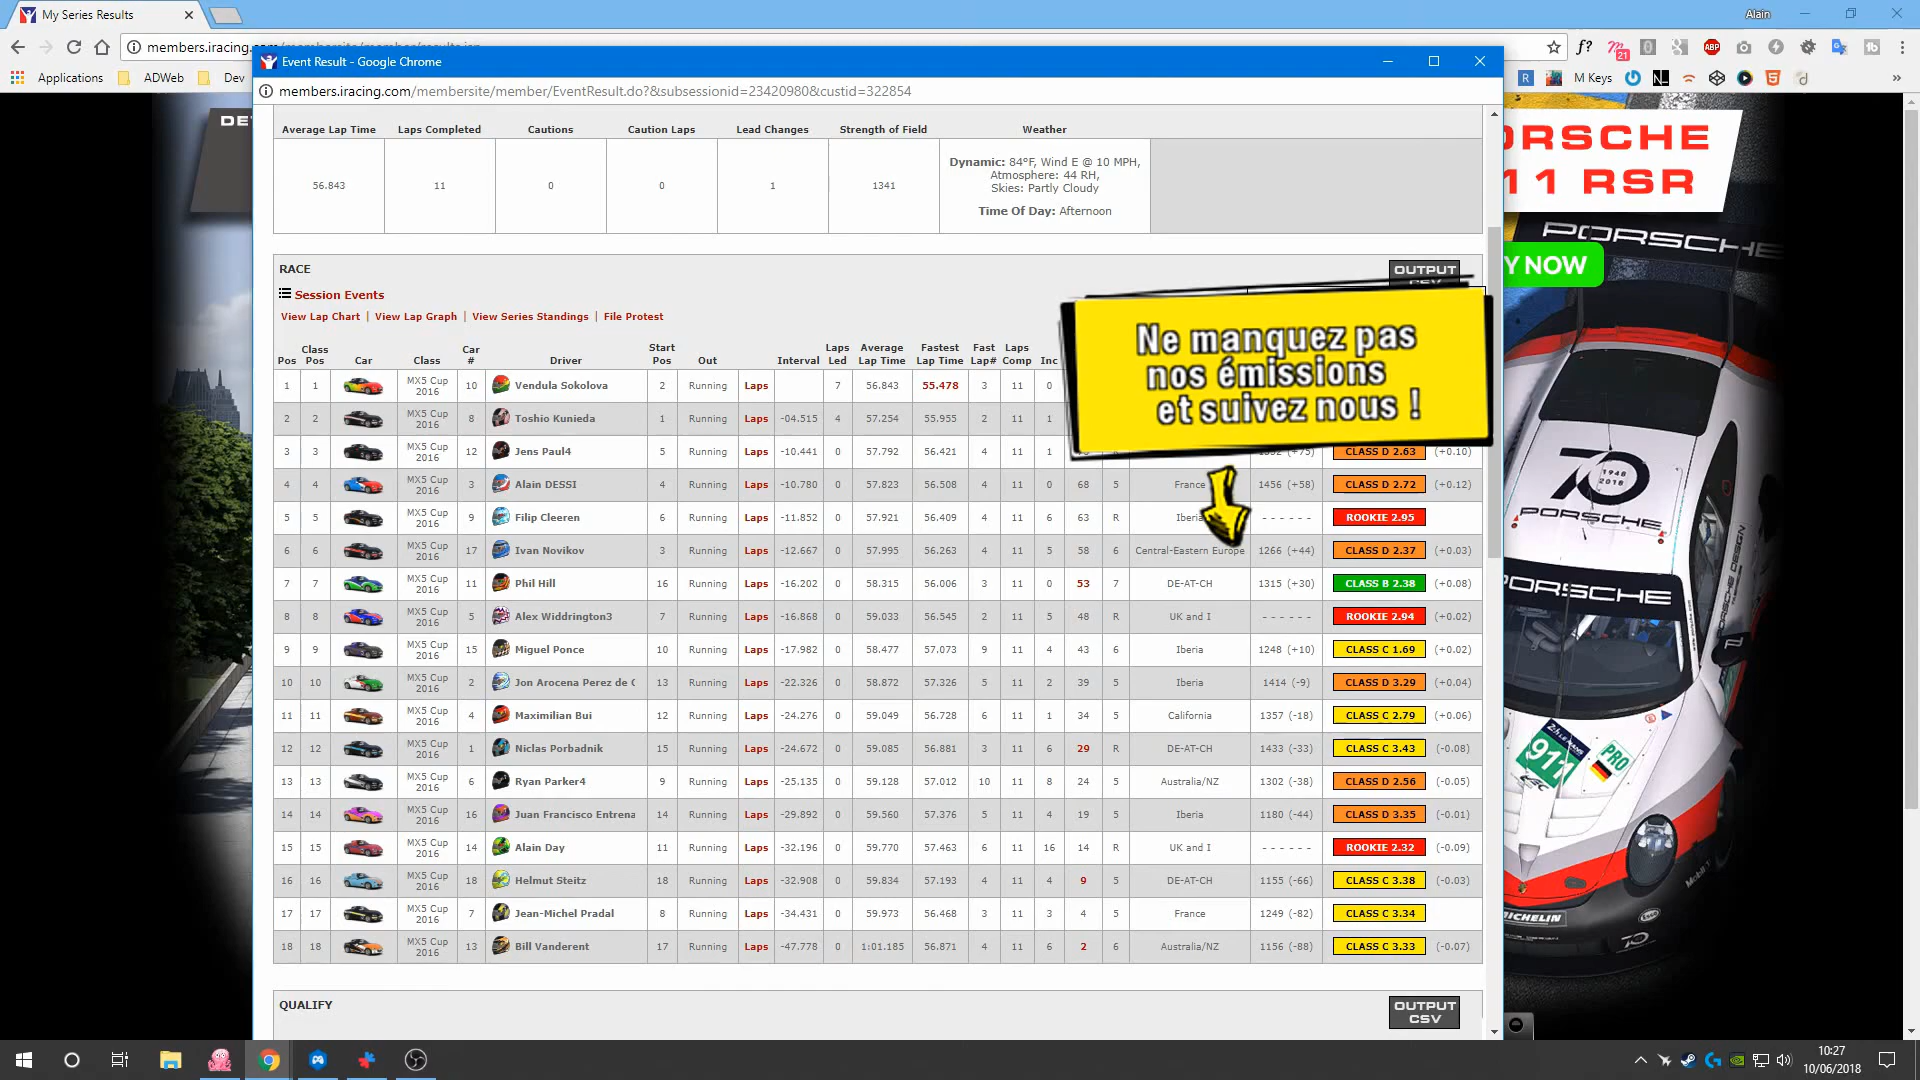 My Series Results
Alain
members.iracing.com/membersite/member/results.jsp
Applications
ADWeb
Dev
M Keys
Event Result - Google Chrome
members.iracing.com/membersite/member/EventResult.do?&subsessionid=23420980&custid=322854
Average Lap Time Laps Completed Cautions Caution Laps Lead Changes Strength of Field Weather
56.843 11 0 0 1 1341
Dynamic: 84°F, Wind E @ 10 MPH,
Atmosphere: 44 RH,
Skies: Partly Cloudy
Time Of Day: Afternoon
RACE
OUTPUT
CSV
Session Events
View Lap Chart | View Lap Graph | View Series Standings | File Protest
Ne manquez pas
nos émissions
et suivez nous !
Pos Class Pos Car Class Car # Driver Start Pos Out Interval Laps Led Average Lap Time Fastest Lap Time Fast Lap# Laps Comp Inc
1 1 MX5 Cup 2016 10 Vendula Sokolova 2 Running Laps 7 56.843 55.478 3 11 0
2 2 MX5 Cup 2016 8 Toshio Kunieda 1 Running Laps -04.515 4 57.254 55.955 2 11 1
3 3 MX5 Cup 2016 12 Jens Paul4 5 Running Laps -10.441 0 57.792 56.421 4 11 1 CLASS D 2.63 (+0.10)
4 4 MX5 Cup 2016 3 Alain DESSI 4 Running Laps -10.780 0 57.823 56.508 4 11 0 68 5 France 1456 (+58) CLASS D 2.72 (+0.12)
5 5 MX5 Cup 2016 9 Filip Cleeren 6 Running Laps -11.852 0 57.921 56.409 4 11 6 63 R Iberia - - - - - - ROOKIE 2.95
6 6 MX5 Cup 2016 17 Ivan Novikov 3 Running Laps -12.667 0 57.995 56.263 4 11 5 58 6 Central-Eastern Europe 1266 (+44) CLASS D 2.37 (+0.03)
7 7 MX5 Cup 2016 11 Phil Hill 16 Running Laps -16.202 0 58.315 56.006 3 11 0 53 7 DE-AT-CH 1315 (+30) CLASS B 2.38 (+0.08)
8 8 MX5 Cup 2016 5 Alex Widdrington3 7 Running Laps -16.868 0 59.033 56.545 2 11 5 48 R UK and I - - - - - - ROOKIE 2.94 (+0.02)
9 9 MX5 Cup 2016 15 Miguel Ponce 10 Running Laps -17.982 0 58.477 57.073 9 11 4 43 6 Iberia 1248 (+10) CLASS C 1.69 (+0.02)
10 10 MX5 Cup 2016 2 Jon Arocena Perez de 13 Running Laps -22.326 0 58.872 57.326 5 11 2 39 5 Iberia 1414 (-9) CLASS D 3.29 (+0.04)
11 11 MX5 Cup 2016 4 Maximilian Bui 12 Running Laps -24.276 0 59.049 56.728 6 11 1 34 5 California 1357 (-18) CLASS C 2.79 (+0.06)
12 12 MX5 Cup 2016 1 Niclas Porbadnik 15 Running Laps -24.672 0 59.085 56.881 3 11 6 29 R DE-AT-CH 1433 (-33) CLASS C 3.43 (-0.08)
13 13 MX5 Cup 2016 6 Ryan Parker4 9 Running Laps -25.135 0 59.128 57.012 10 11 8 24 5 Australia/NZ 1302 (-38) CLASS D 2.56 (-0.05)
14 14 MX5 Cup 2016 16 Juan Francisco Entrena 14 Running Laps -29.892 0 59.560 57.376 5 11 4 19 5 Iberia 1180 (-44) CLASS D 3.35 (-0.01)
15 15 MX5 Cup 2016 14 Alain Day 11 Running Laps -32.196 0 59.770 57.463 6 11 16 14 R UK and I - - - - - - ROOKIE 2.32 (-0.09)
16 16 MX5 Cup 2016 18 Helmut Steitz 18 Running Laps -32.908 0 59.834 57.193 4 11 4 9 5 DE-AT-CH 1155 (-66) CLASS C 3.38 (-0.03)
17 17 MX5 Cup 2016 7 Jean-Michel Pradal 8 Running Laps -34.431 0 59.973 56.468 3 11 3 4 5 France 1249 (-82) CLASS C 3.34
18 18 MX5 Cup 2016 13 Bill Vanderent 17 Running Laps -47.778 0 1:01.185 56.871 4 11 6 2 6 Australia/NZ 1156 (-88) CLASS C 3.33 (-0.07)
QUALIFY
OUTPUT
CSV
DE
ORSCHE
11 RSR
Y NOW
PORSCHE
70
1948
2018
PORSCHE
PORSCHE
911
PRO
MICHELIN
10:27
10/06/2018